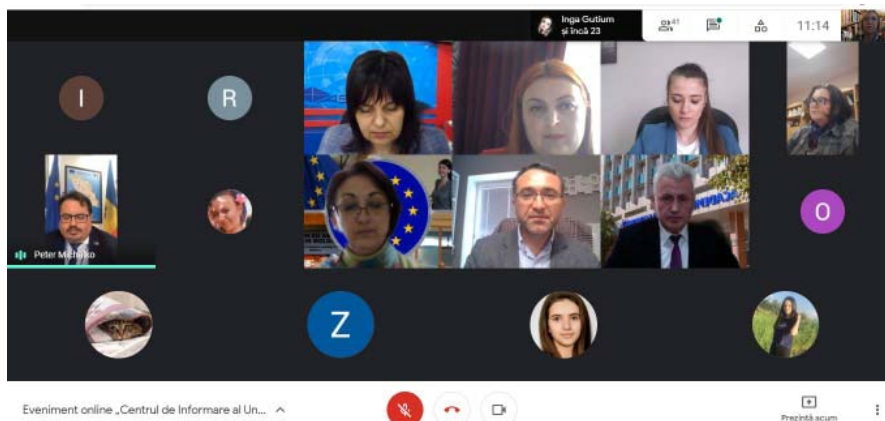 Inga Gutium
și încă 23
41
11:14
I
R
O
Peter Michalko
Z
Eveniment online „Centrul de Informare al Un...
Prezintă acum